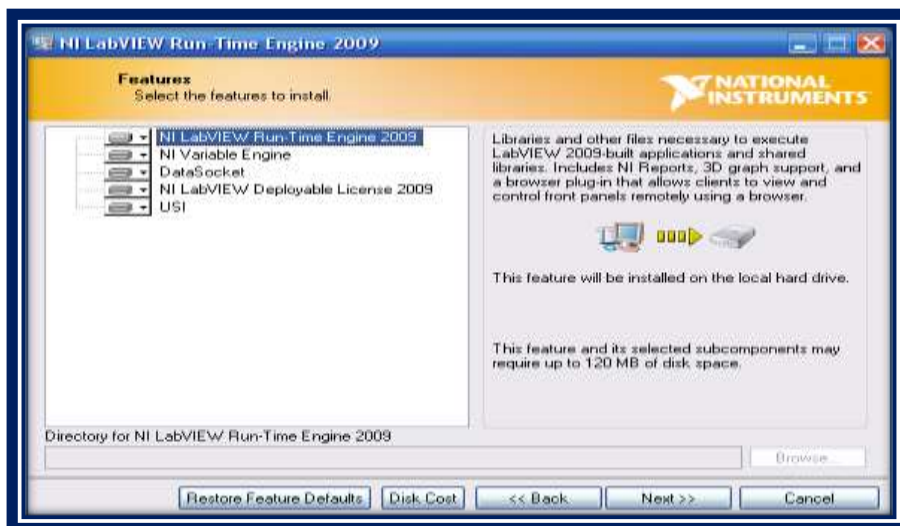 NI LabVIEW Run-Time Engine 2009
Features
Select the features to install.
NATIONAL
INSTRUMENTS
NI LabVIEW Run-Time Engine 2009
NI Variable Engine
DataSocket
NI LabVIEW Deployable License 2009
USI
Libraries and other files necessary to execute
LabVIEW 2009-built applications and shared
libraries. Includes NI Reports, 3D graph support, and
a browser plug-in that allows clients to view and
control front panels remotely using a browser.
This feature will be installed on the local hard drive.
This feature and its selected subcomponents may
require up to 120 MB of disk space.
Directory for NI LabVIEW Run-Time Engine 2009
Browse...
Restore Feature Defaults Disk Cost << Back Next >> Cancel